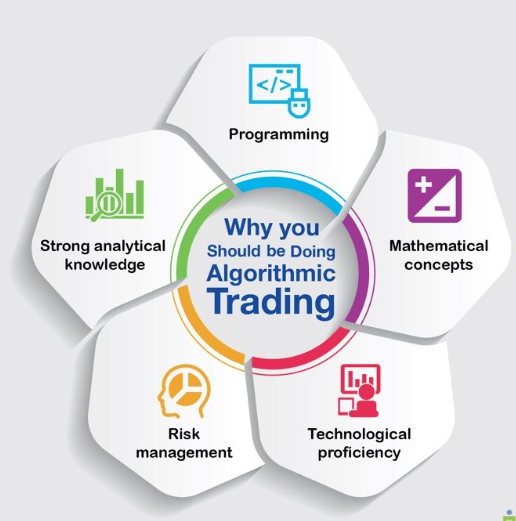 </>
Programming
Strong analytical
knowledge
Why you
Should be Doing
Algorithmic
Trading
Mathematical
concepts
Risk
management
Technological
proficiency